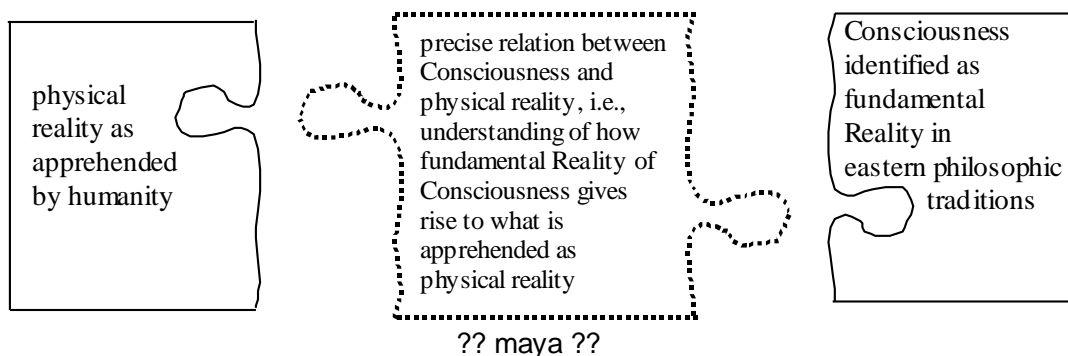 physical
reality as
apprehended
by humanity
precise relation between
Consciousness and
physical reality, i.e.,
understanding of how
fundamental Reality of
Consciousness gives
rise to what is
apprehended as
physical reality
Consciousness
identified as
fundamental
Reality in
eastern philosophic
traditions
?? maya ??